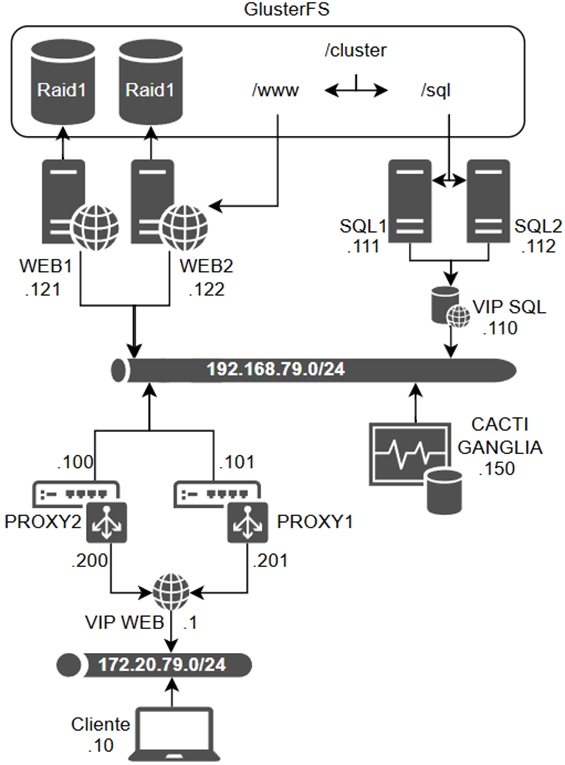 GlusterFS
/cluster
Raid1
Raid1
/www
/sql
SQL1
.111
SQL2
.112
WEB1
.121
WEB2
.122
VIP SQL
.110
192.168.79.0/24
CACTI
GANGLIA
.150
.100
.101
PROXY2
PROXY1
.200
.201
VIP WEB
.1
172.20.79.0/24
Cliente
.10